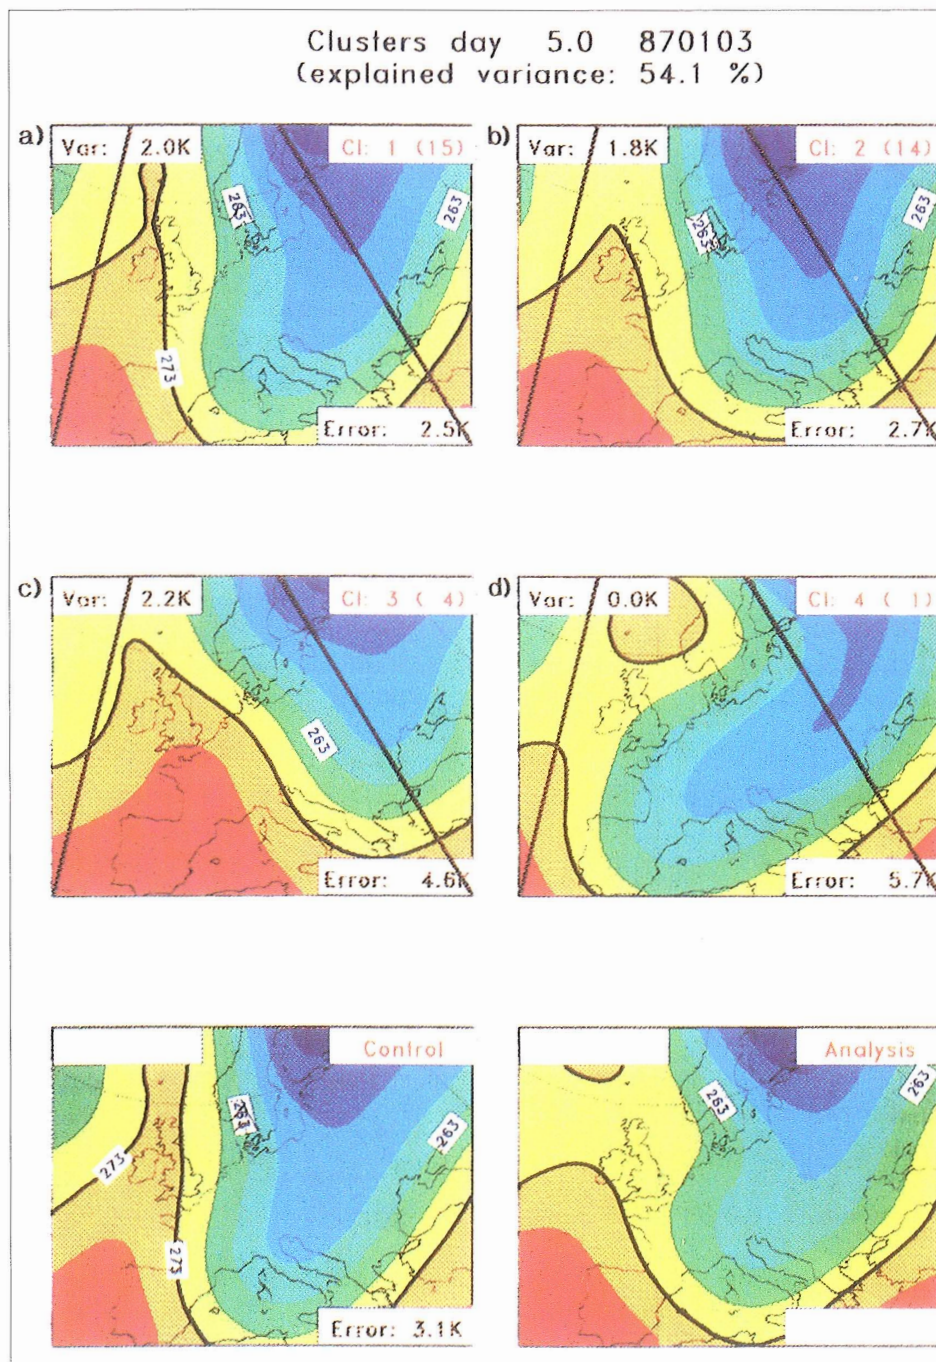 Clusters day 5.0 870103
(explained variance: 54.1 %)
a)
Var: 2.0K
Cl: 1 (15)
263
263
273
Error: 2.5K
b)
Var: 1.8K
Cl: 2 (14)
263
263
Error: 2.7K
c)
Var: 2.2K
Cl: 3 ( 4)
263
Error: 4.6K
d)
Var: 0.0K
Cl: 4 ( 1)
Error: 5.7K
Control
263
263
273
273
Error: 3.1K
Analysis
263
263